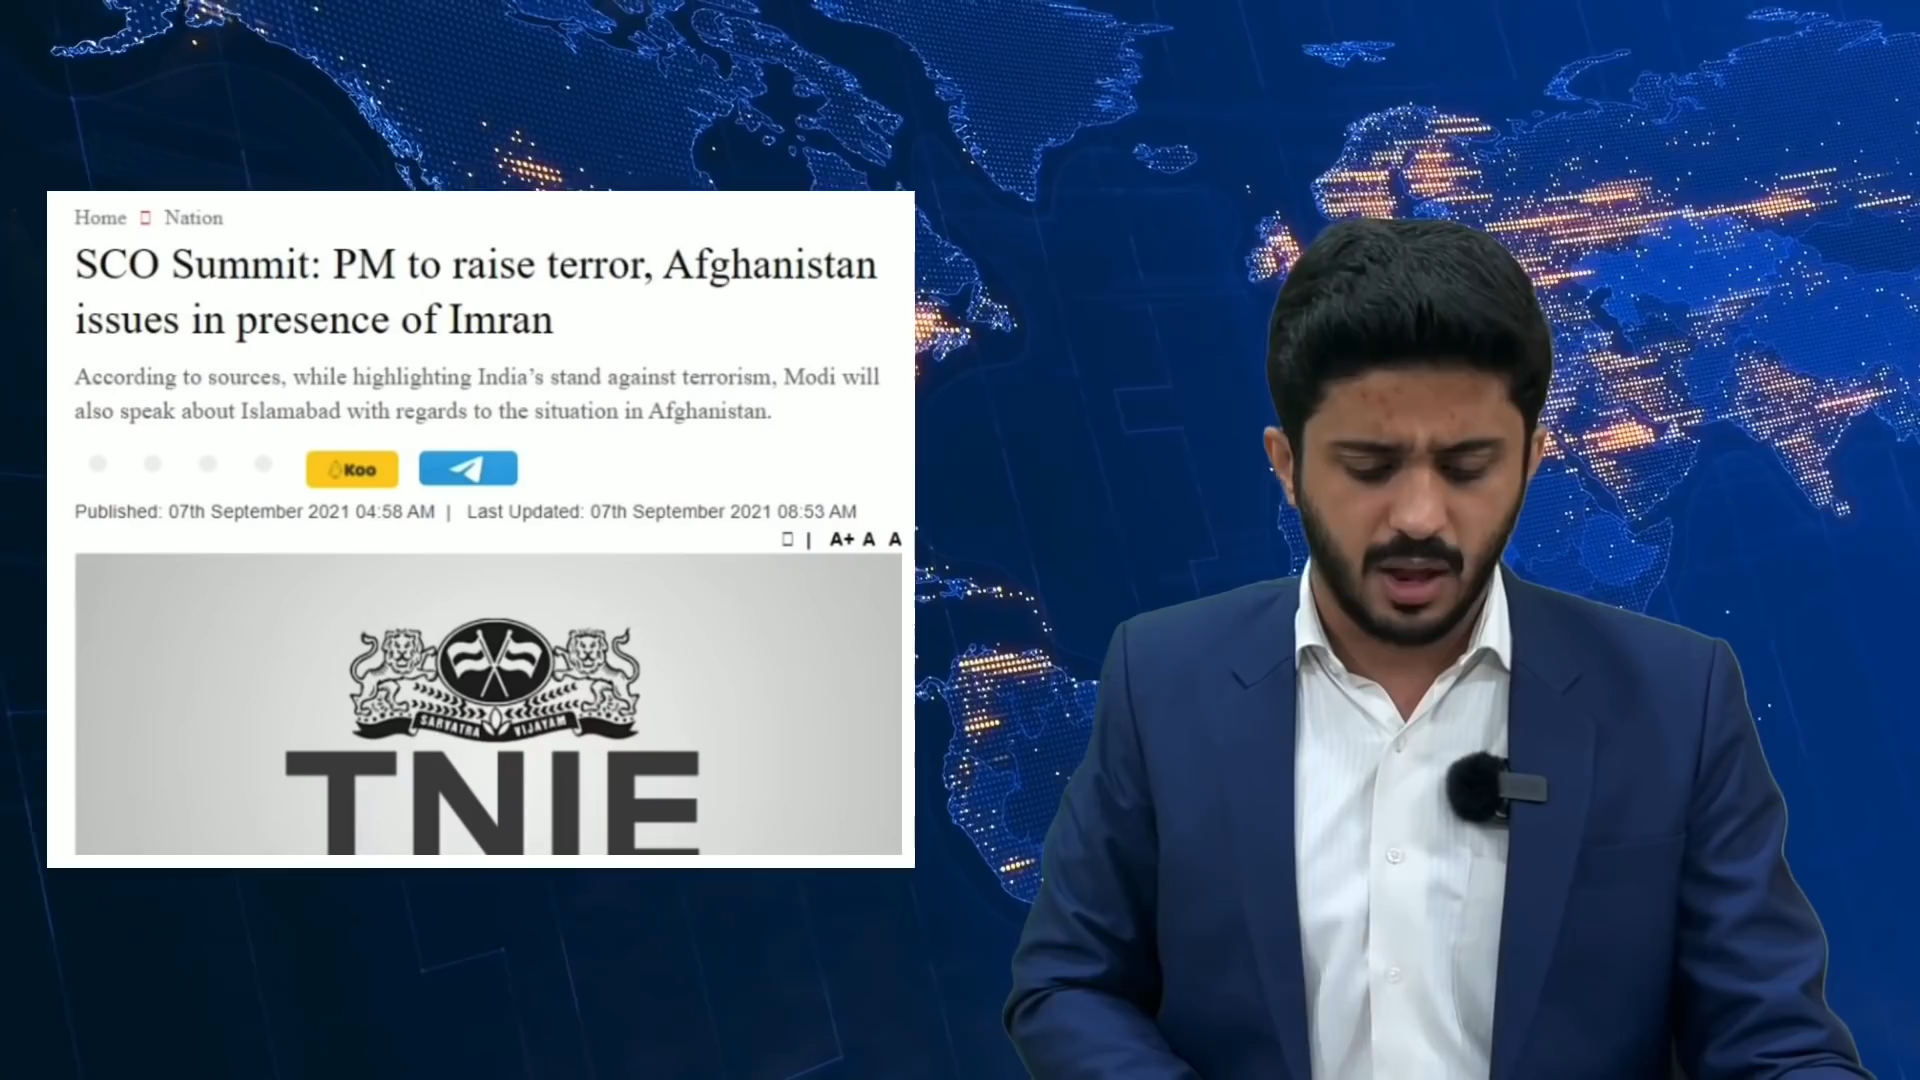 Home Nation
SCO Summit: PM to raise terror, Afghanistan
issues in presence of Imran
According to sources, while highlighting India's stand against terrorism, Modi will
also speak about Islamabad with regards to the situation in Afghanistan.
Koo
Published: 07th September 2021 04:58 AM | Last Updated: 07th September 2021 08:53 AM
| A+ A A
SARVATRA VIJAYAM
TNIE